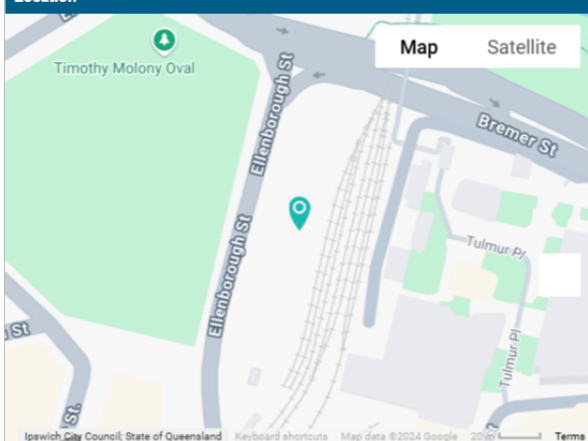 Location
Map
Satellite
Timothy Molony Oval
Ellenborough St
Bremer St
Tulmur Pl
Ellenborough St
St
Tulmur Pl
St.
Ipswich City Council; State of Queensland
Keyboard shortcuts
Map data ©2024 Google
Terms